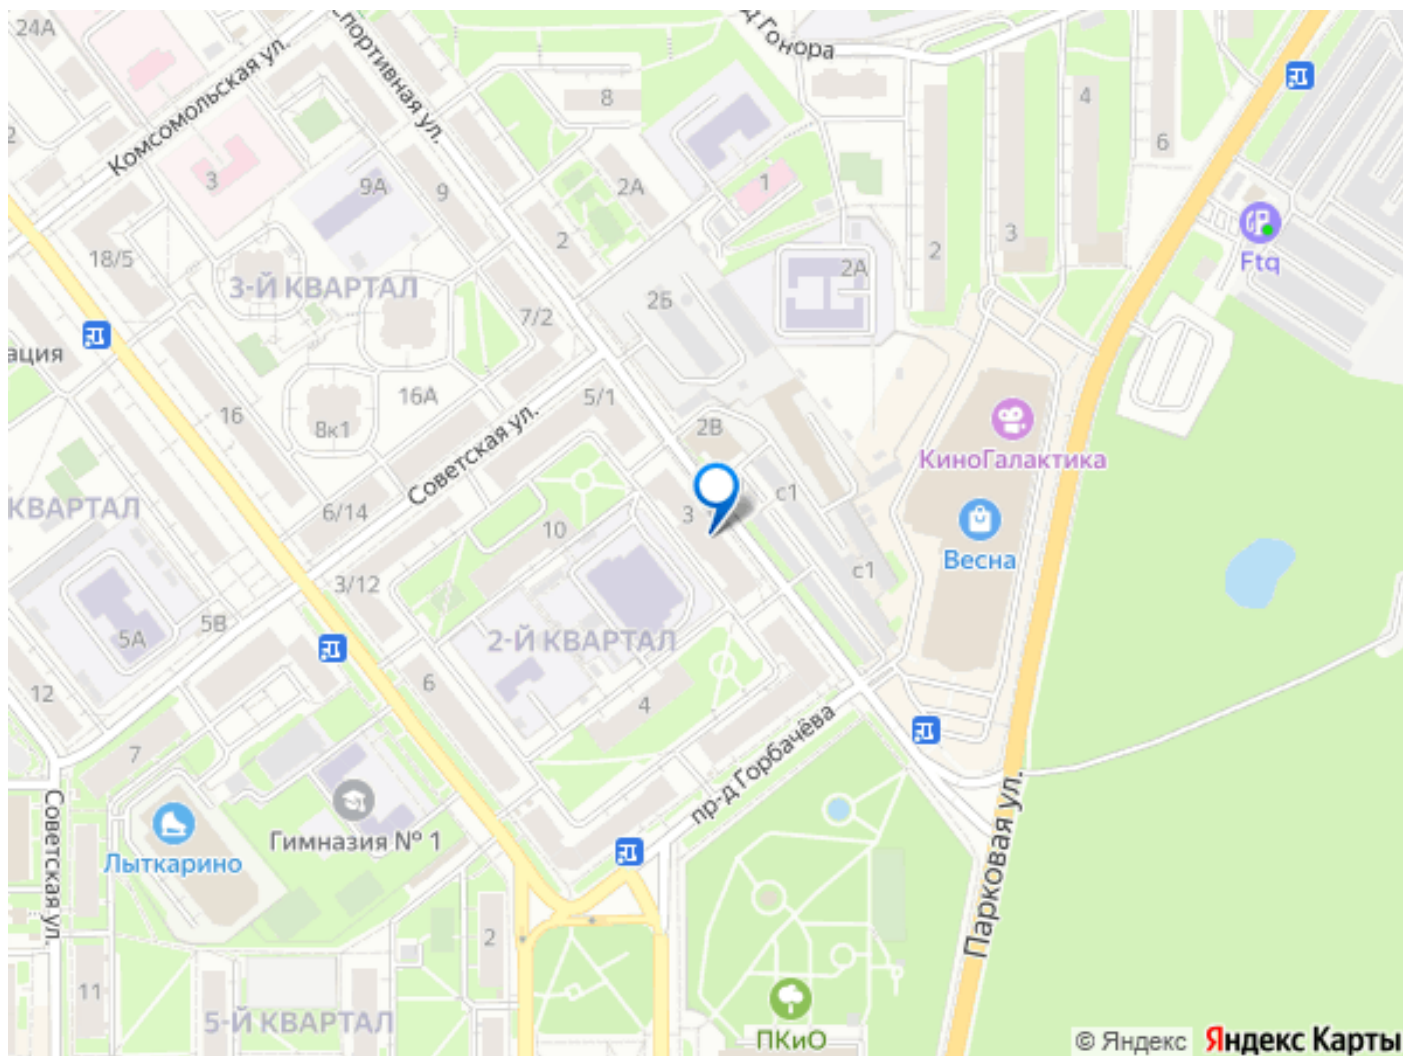 24А
Комсомольская ул.
Спортивная ул.
д Гонора
8
4
6
3
9А
9
2А
1
2
2
3
2А
Ftq
18/5
3-Й КВАРТАЛ
7/2
2Б
ация
16
16А
8к1
5/1
2В
КиноГалактика
Советская ул.
КВАРТАЛ
6/14
10
3
с1
Весна
3/12
с1
5А
5В
2-Й КВАРТАЛ
12
6
4
7
пр-д Горбачёва
Гимназия № 1
Лыткарино
Советская ул.
Парковая ул.
2
11
5-Й КВАРТАЛ
ПКиО
© Яндекс Яндекс Карты